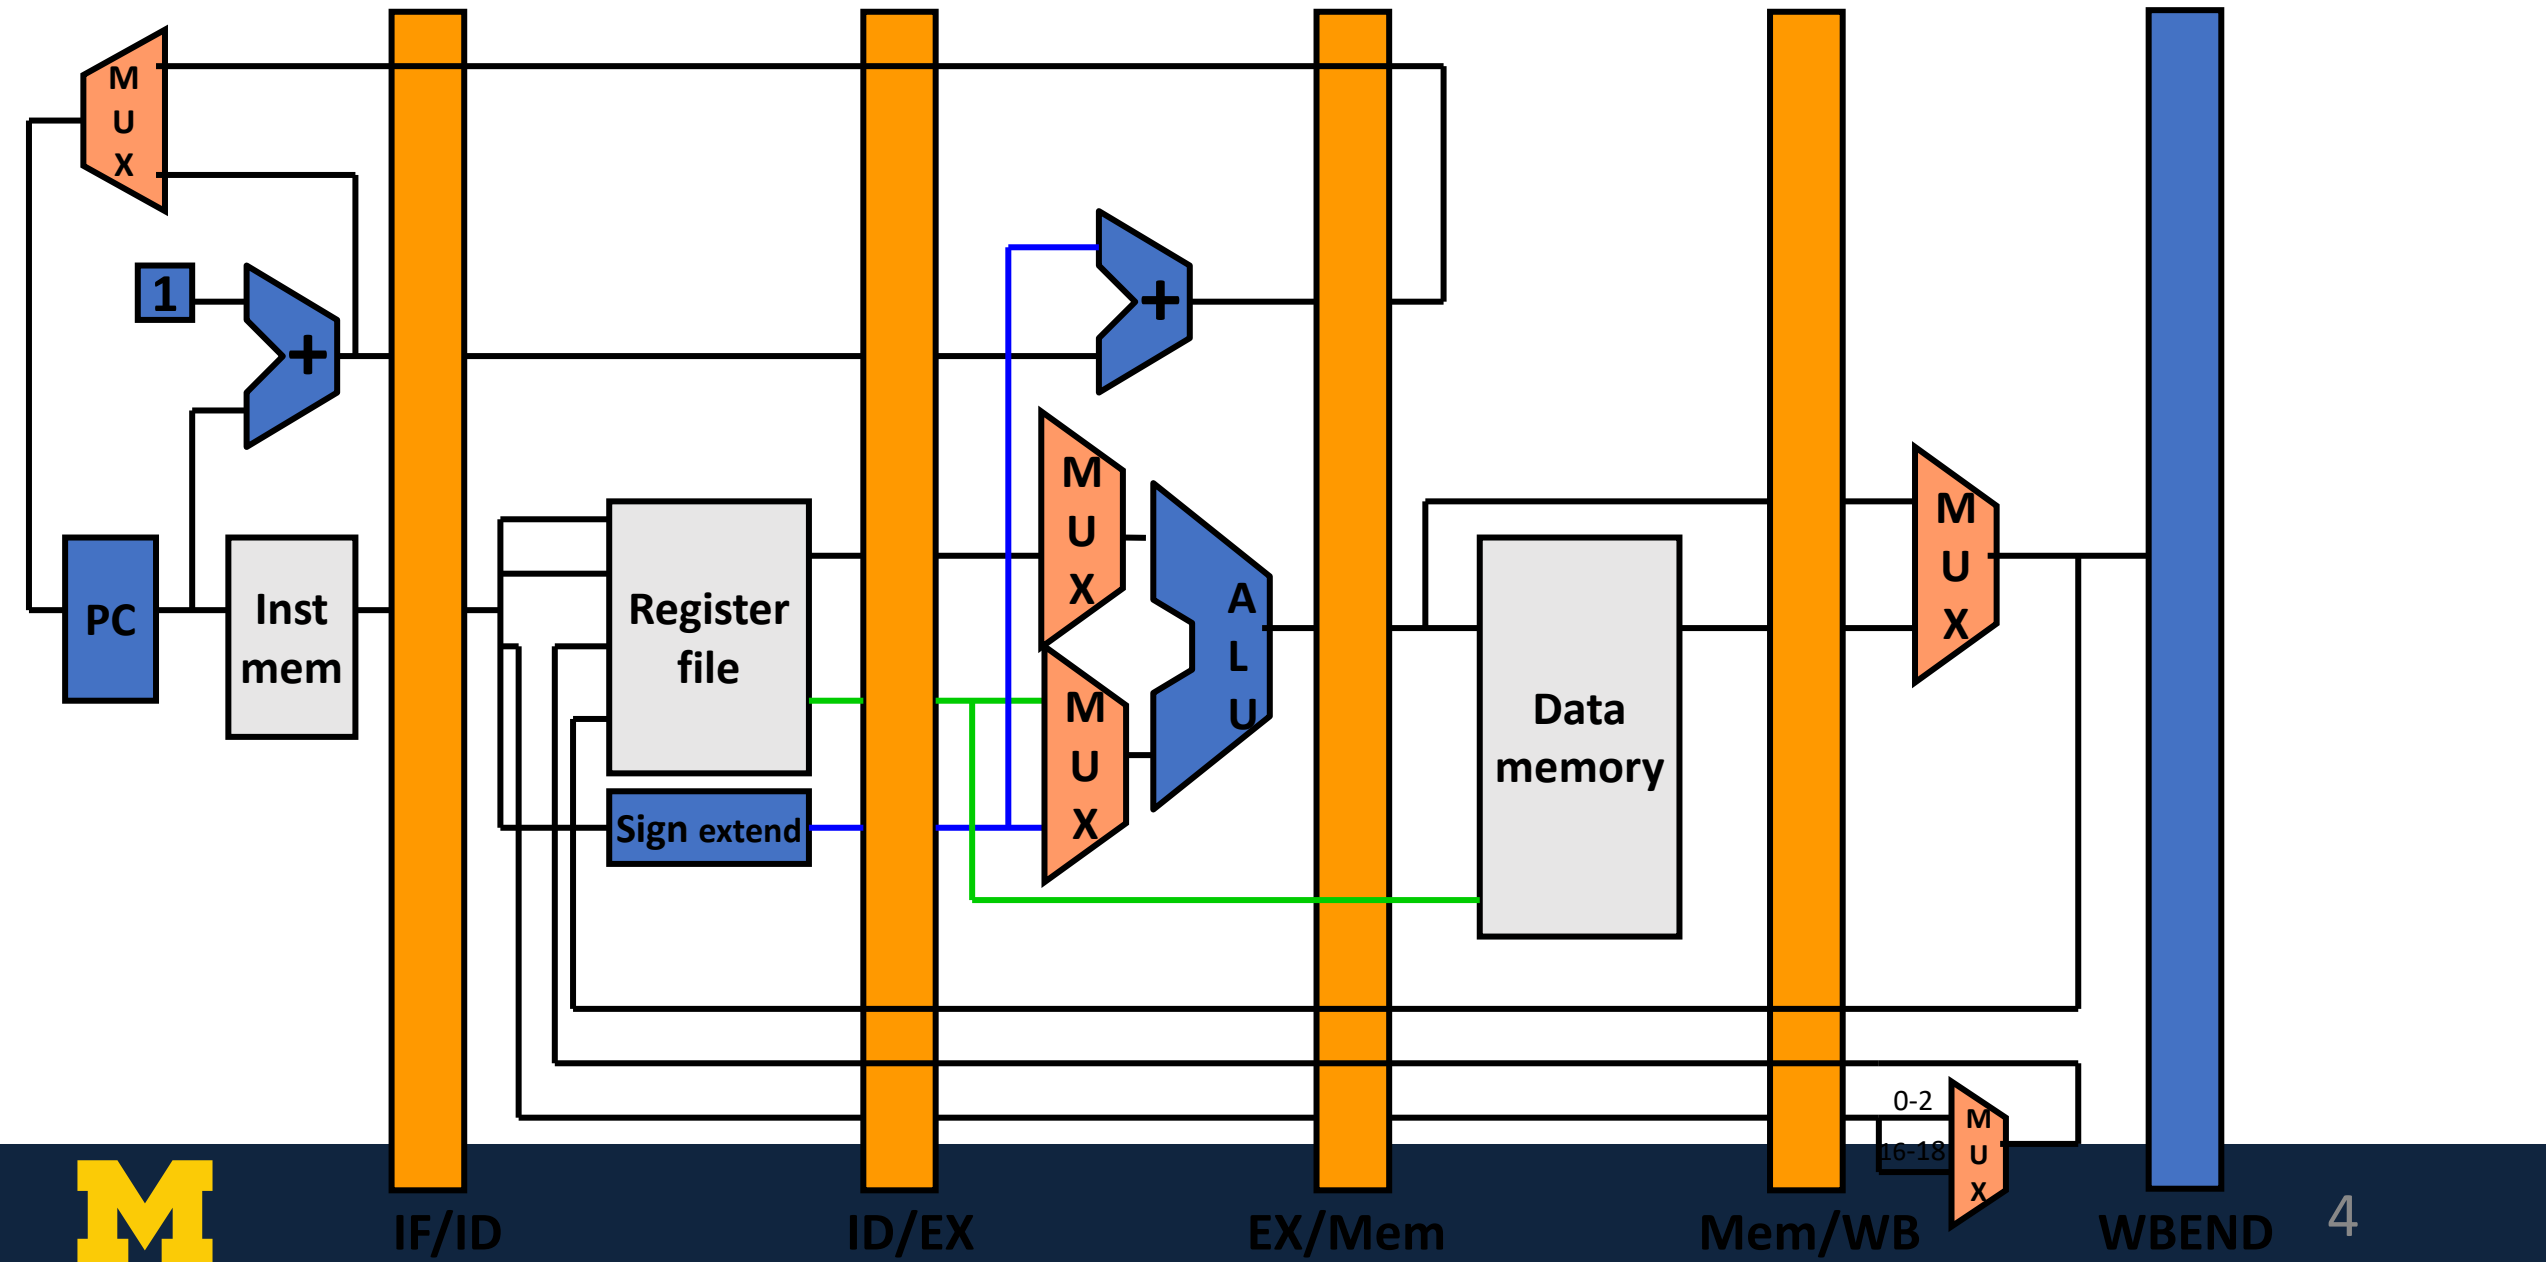 M
U
X
1
+
+
M
U
X
M
U
X
PC
Inst
mem
Register
file
A
L
U
M
U
X
Sign extend
Data
memory
0-2
16-18
M
U
X
M
IF/ID
ID/EX
EX/Mem
Mem/WB
WBEND
4